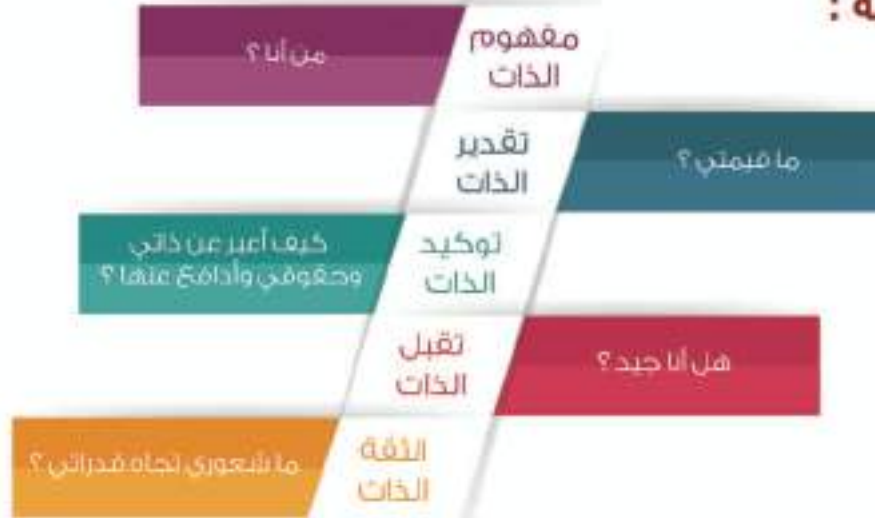 من أنا ؟
مفهوم
الذات
تقدير
الذات
ما قيمتي ؟
توكيد
الذات
كيف أعبر عن ذاتي
وحقوقي وأدافع عنها ؟
تقبل
الذات
هل أنا جيد ؟
الثقة
الذات
ما شعوري تجاه قدراتي ؟